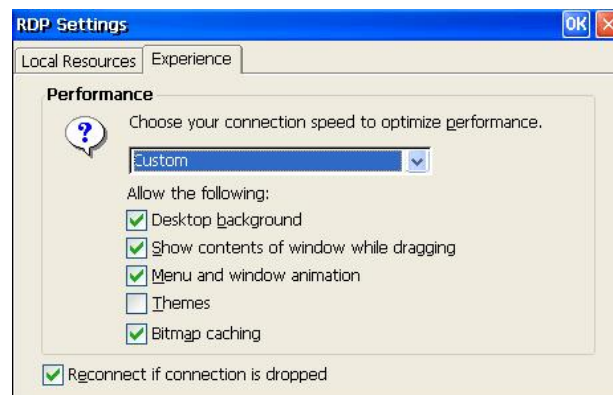 RDP Settings OK
Local Resources Experience
Performance
Choose your connection speed to optimize performance.
Custom
Allow the following:
Desktop background
Show contents of window while dragging
Menu and window animation
Themes
Bitmap caching
Reconnect if connection is dropped